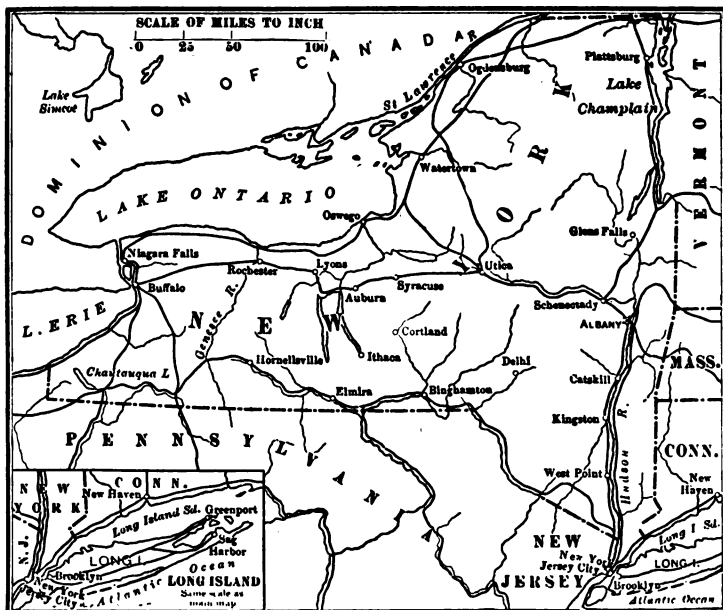 SCALE OF MILES TO INCH
0 25 50 100
DOMINION OF CANADA
Lake Simcoe
St Lawrence R
Ogdensburg
Plattsburg
Lake Champlain
VERMONT
Watertown
LAKE ONTARIO
Oswego
Glens Falls
Niagara Falls
Rochester
Lyons
Utica
Buffalo
Auburn
Syracuse
Schenectady
ALBANY
L. ERIE
NEW YORK
Genesee R.
Cortland
Hornellsville
Ithaca
Delhi
MASS.
Chautauqua L
Elmira
Binghamton
Catskill
Kingston
Hudson R.
PENNSYLVANIA
CONN.
West Point
New Haven
Long I Sd.
LONG I.
NEW JERSEY
New York
Jersey City
Brooklyn
Atlantic Ocean
NEW YORK
CONN.
New Haven
Long Island Sd.
Greenport
Sag Harbor
N. J.
LONG I.
Brooklyn
New York
Jersey City
Atlantic Ocean
LONG ISLAND
Same scale as
main map